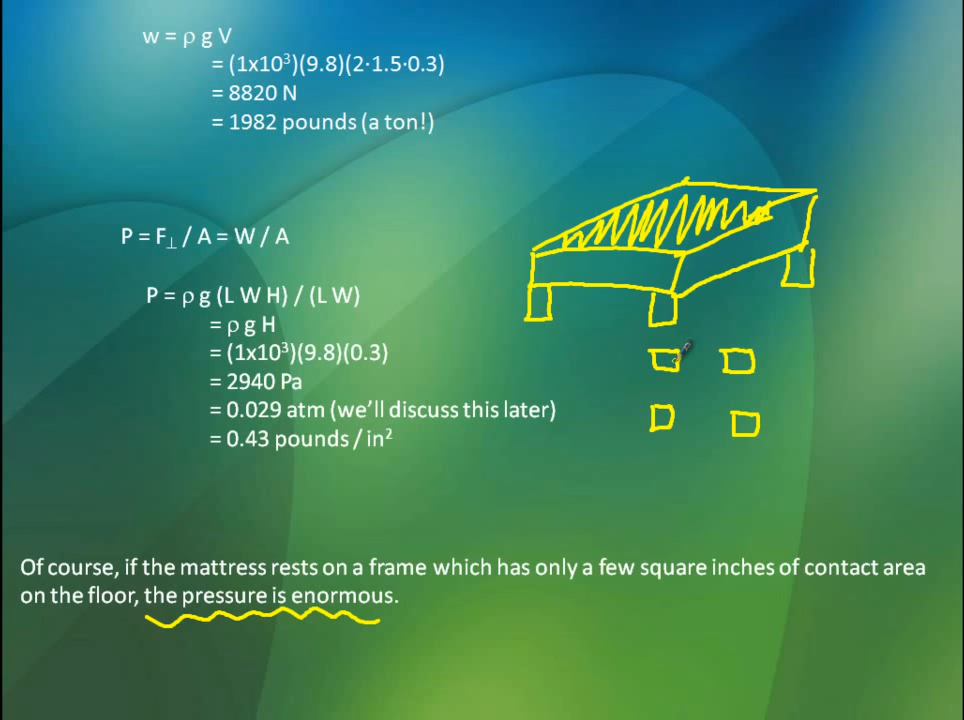 w = ρ g V
= (1x10³)(9.8)(2·1.5·0.3)
= 8820 N
= 1982 pounds (a ton!)
P = F⊥ / A = W / A
P = ρ g (L W H) / (L W)
= ρ g H
= (1x10³)(9.8)(0.3)
= 2940 Pa
= 0.029 atm (we'll discuss this later)
= 0.43 pounds / in²
Of course, if the mattress rests on a frame which has only a few square inches of contact area
on the floor, the pressure is enormous.